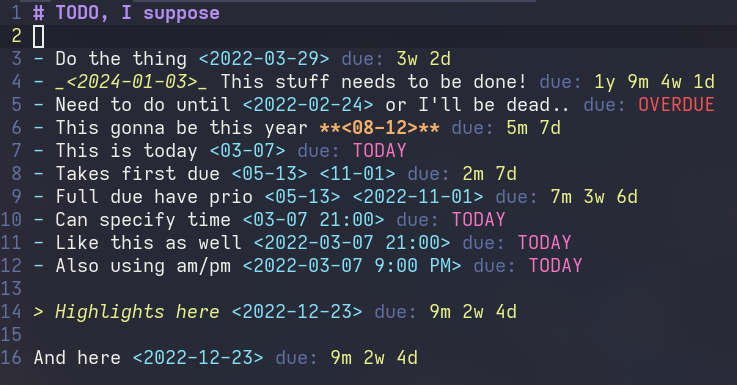 1 # TODO, I suppose
2
3 - Do the thing <2022-03-29> due: 3w 2d
4 - _<2024-01-03>_ This stuff needs to be done! due: 1y 9m 4w 1d
5 - Need to do until <2022-02-24> or I'll be dead.. due: OVERDUE
6 - This gonna be this year **<08-12>** due: 5m 7d
7 - This is today <03-07> due: TODAY
8 - Takes first due <05-13> <11-01> due: 2m 7d
9 - Full due have prio <05-13> <2022-11-01> due: 7m 3w 6d
10 - Can specify time <03-07 21:00> due: TODAY
11 - Like this as well <2022-03-07 21:00> due: TODAY
12 - Also using am/pm <2022-03-07 9:00 PM> due: TODAY
13
14 > Highlights here <2022-12-23> due: 9m 2w 4d
15
16 And here <2022-12-23> due: 9m 2w 4d